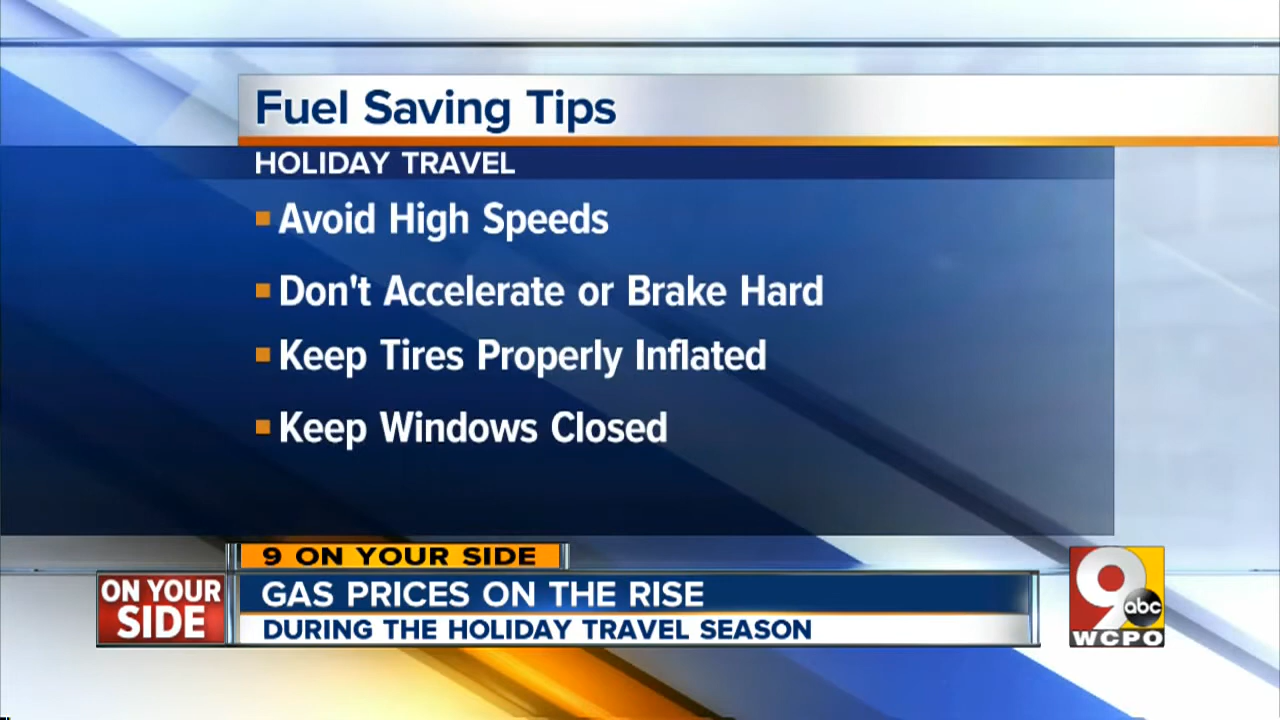 Fuel Saving Tips
HOLIDAY TRAVEL
Avoid High Speeds
Don't Accelerate or Brake Hard
Keep Tires Properly Inflated
Keep Windows Closed
9 ON YOUR SIDE
ON YOUR
SIDE
GAS PRICES ON THE RISE
DURING THE HOLIDAY TRAVEL SEASON
9
abc
WCPO